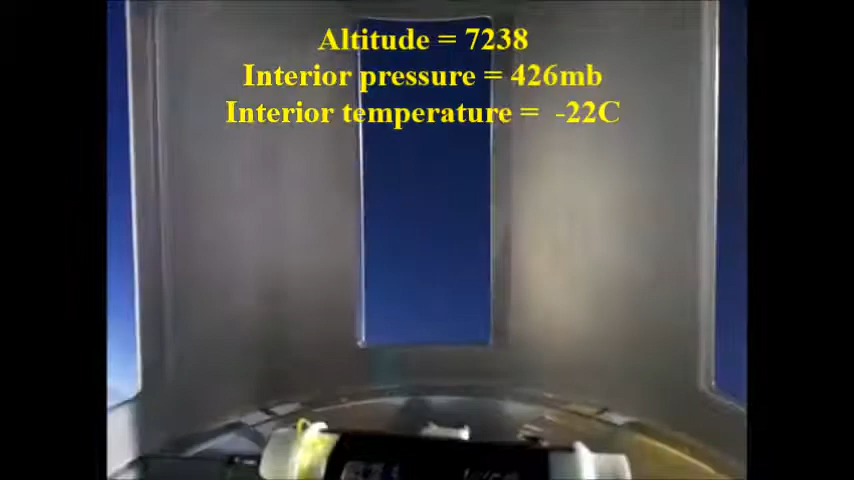 Altitude = 7238
Interior pressure = 426mb
Interior temperature = -22C